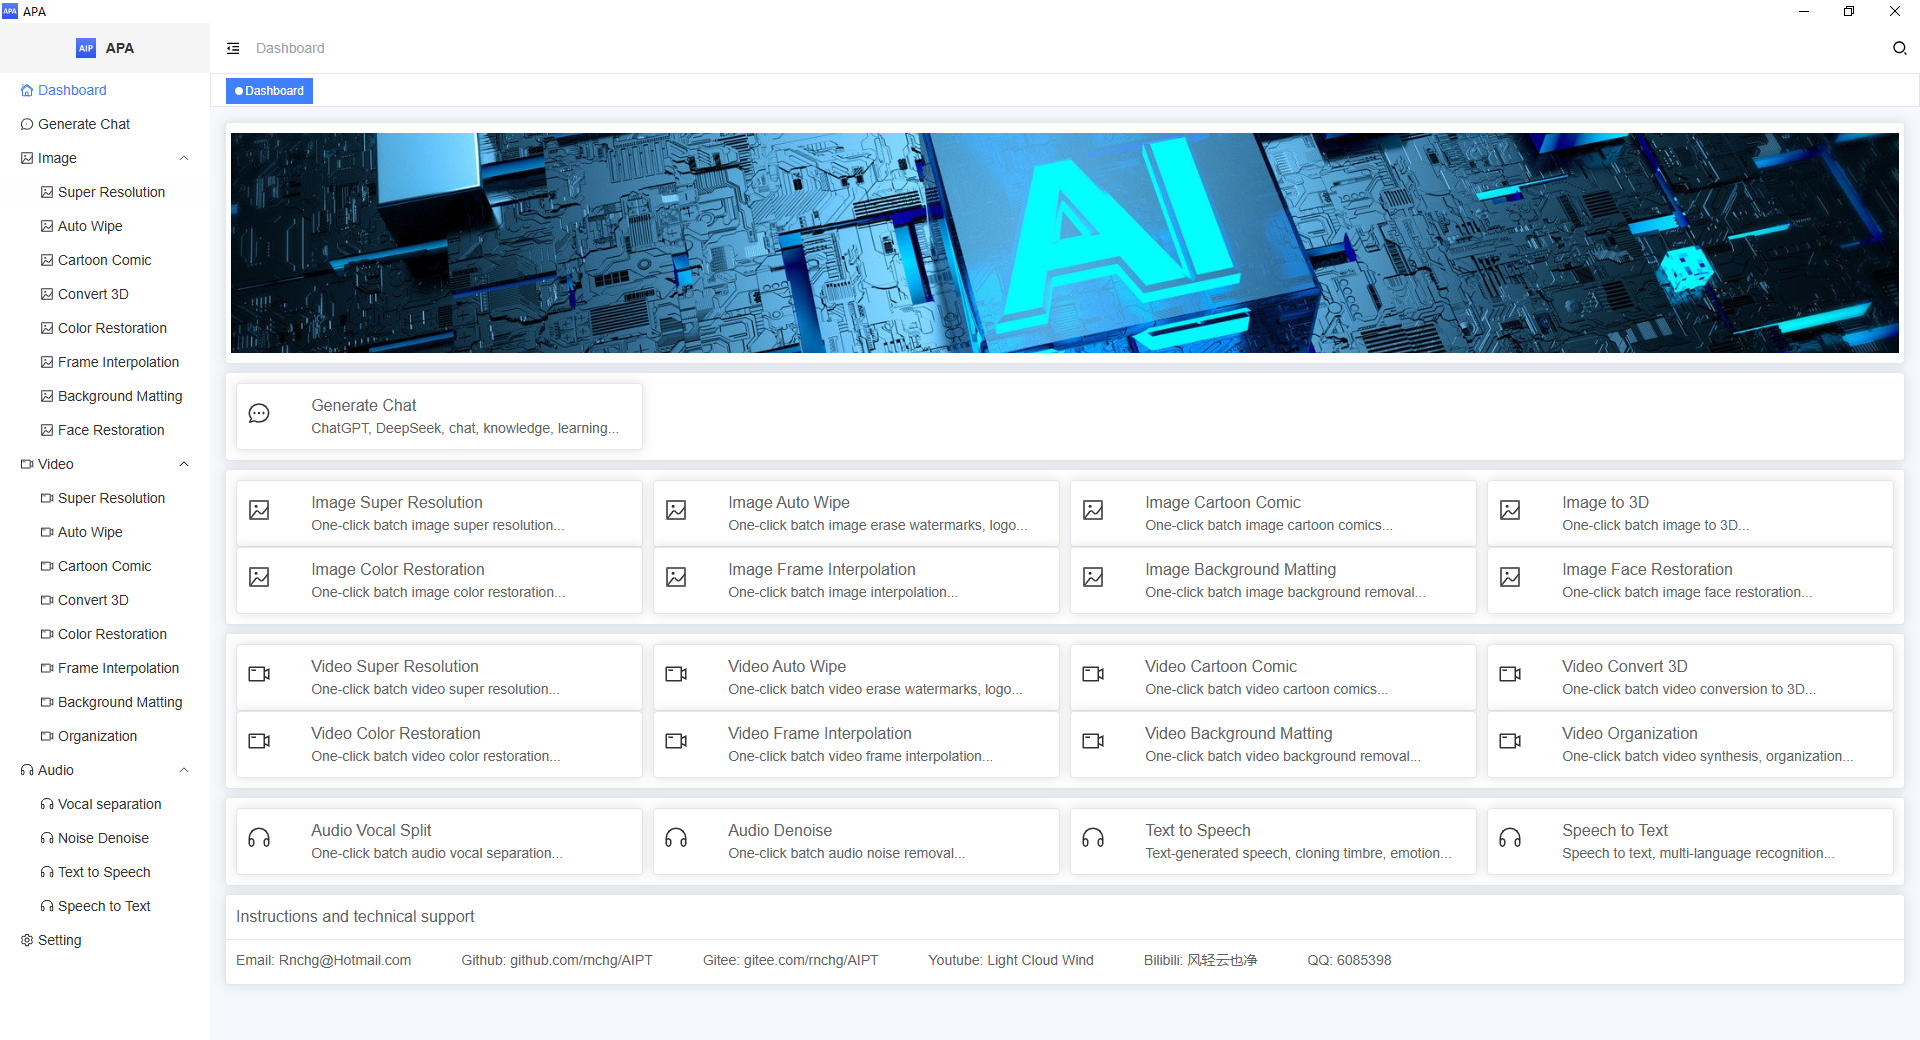 APA
APA
AIP
APA
Dashboard
Dashboard
Dashboard
Generate Chat
Image
Super Resolution
Auto Wipe
Cartoon Comic
Convert 3D
Color Restoration
Frame Interpolation
Background Matting
Face Restoration
Video
Super Resolution
Auto Wipe
Cartoon Comic
Convert 3D
Color Restoration
Frame Interpolation
Background Matting
Organization
Audio
Vocal separation
Noise Denoise
Text to Speech
Speech to Text
Setting
AI
Generate Chat
ChatGPT, DeepSeek, chat, knowledge, learning...
Image Super Resolution
One-click batch image super resolution...
Image Auto Wipe
One-click batch image erase watermarks, logo...
Image Cartoon Comic
One-click batch image cartoon comics...
Image to 3D
One-click batch image to 3D...
Image Color Restoration
One-click batch image color restoration...
Image Frame Interpolation
One-click batch image interpolation...
Image Background Matting
One-click batch image background removal...
Image Face Restoration
One-click batch image face restoration...
Video Super Resolution
One-click batch video super resolution...
Video Auto Wipe
One-click batch video erase watermarks, logo...
Video Cartoon Comic
One-click batch video cartoon comics...
Video Convert 3D
One-click batch video conversion to 3D...
Video Color Restoration
One-click batch video color restoration...
Video Frame Interpolation
One-click batch video frame interpolation...
Video Background Matting
One-click batch video background removal...
Video Organization
One-click batch video synthesis, organization...
Audio Vocal Split
One-click batch audio vocal separation...
Audio Denoise
One-click batch audio noise removal...
Text to Speech
Text-generated speech, cloning timbre, emotion...
Speech to Text
Speech to text, multi-language recognition...
Instructions and technical support
Email: Rnchg@Hotmail.com Github: github.com/rnchg/AIPT Gitee: gitee.com/rnchg/AIPT Youtube: Light Cloud Wind Bilibili: 风轻云也净 QQ: 6085398